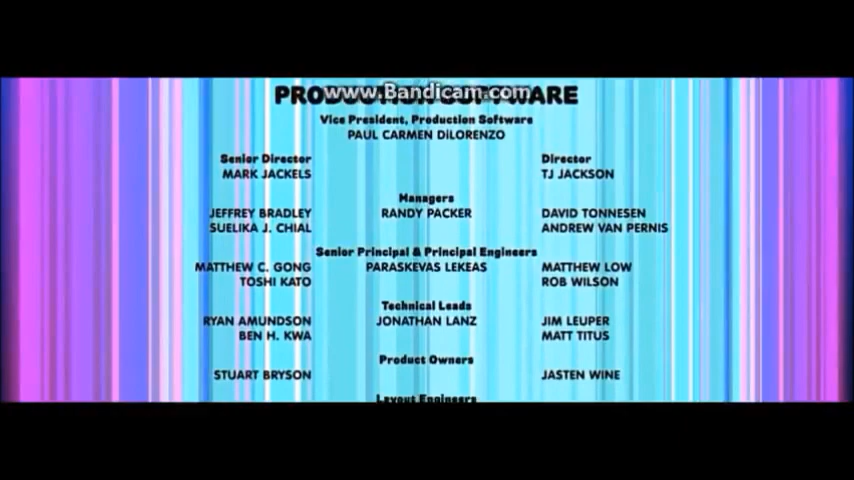 www.Bandicam.com
PRODUCTION SOFTWARE
Vice President, Production Software
PAUL CARMEN DILORENZO
Senior Director Director
MARK JACKELS TJ JACKSON
Managers
JEFFREY BRADLEY RANDY PACKER DAVID TONNESEN
SUELIKA J. CHIAL ANDREW VAN PERNIS
Senior Principal & Principal Engineers
MATTHEW C. GONG PARASKEVAS LEKEAS MATTHEW LOW
TOSHI KATO ROB WILSON
Technical Leads
RYAN AMUNDSON JONATHAN LANZ JIM LEUPER
BEN H. KWA MATT TITUS
Product Owners
STUART BRYSON JASTEN WINE
Layout Engineers